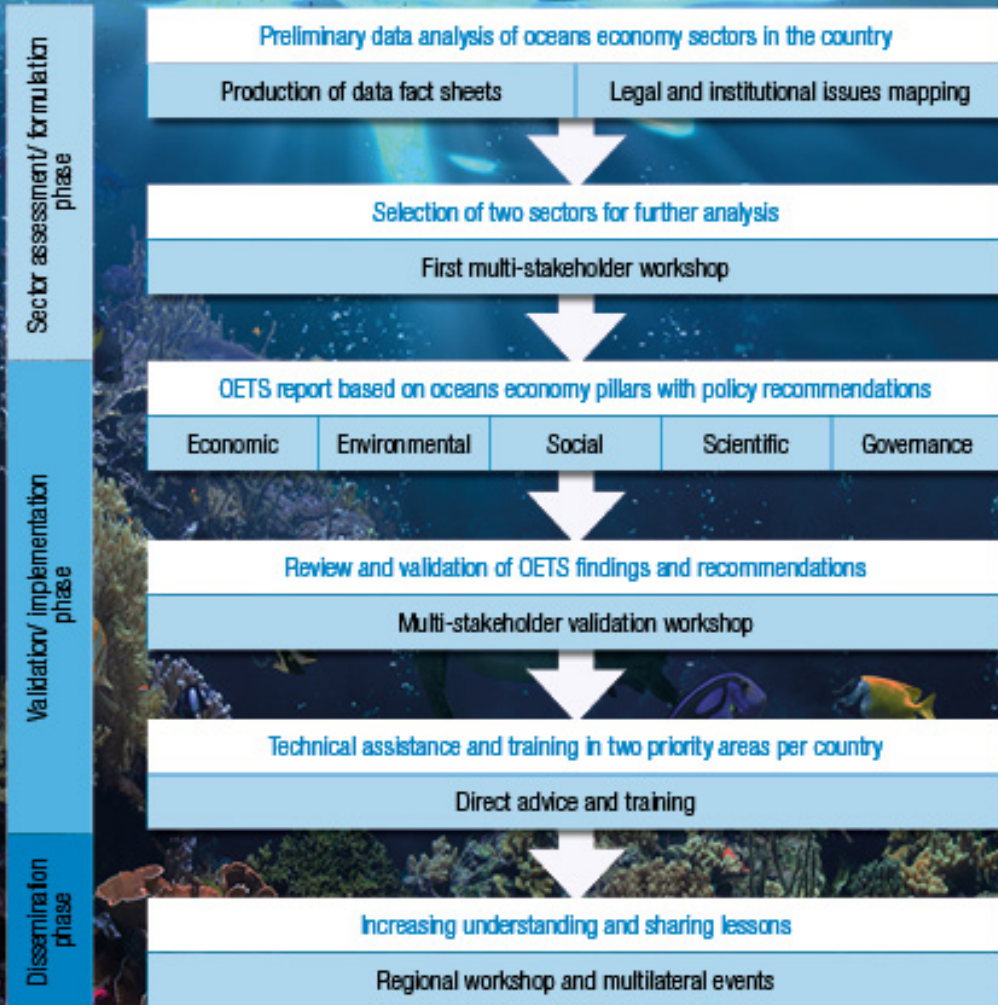 Sector assessment/ formulation
phase
Preliminary data analysis of oceans economy sectors in the country
Production of data fact sheets
Legal and institutional issues mapping
Selection of two sectors for further analysis
First multi-stakeholder workshop
Validation/ implementation
phase
OETS report based on oceans economy pillars with policy recommendations
Economic
Environmental
Social
Scientific
Governance
Review and validation of OETS findings and recommendations
Multi-stakeholder validation workshop
Technical assistance and training in two priority areas per country
Direct advice and training
Dissemination
phase
Increasing understanding and sharing lessons
Regional workshop and multilateral events